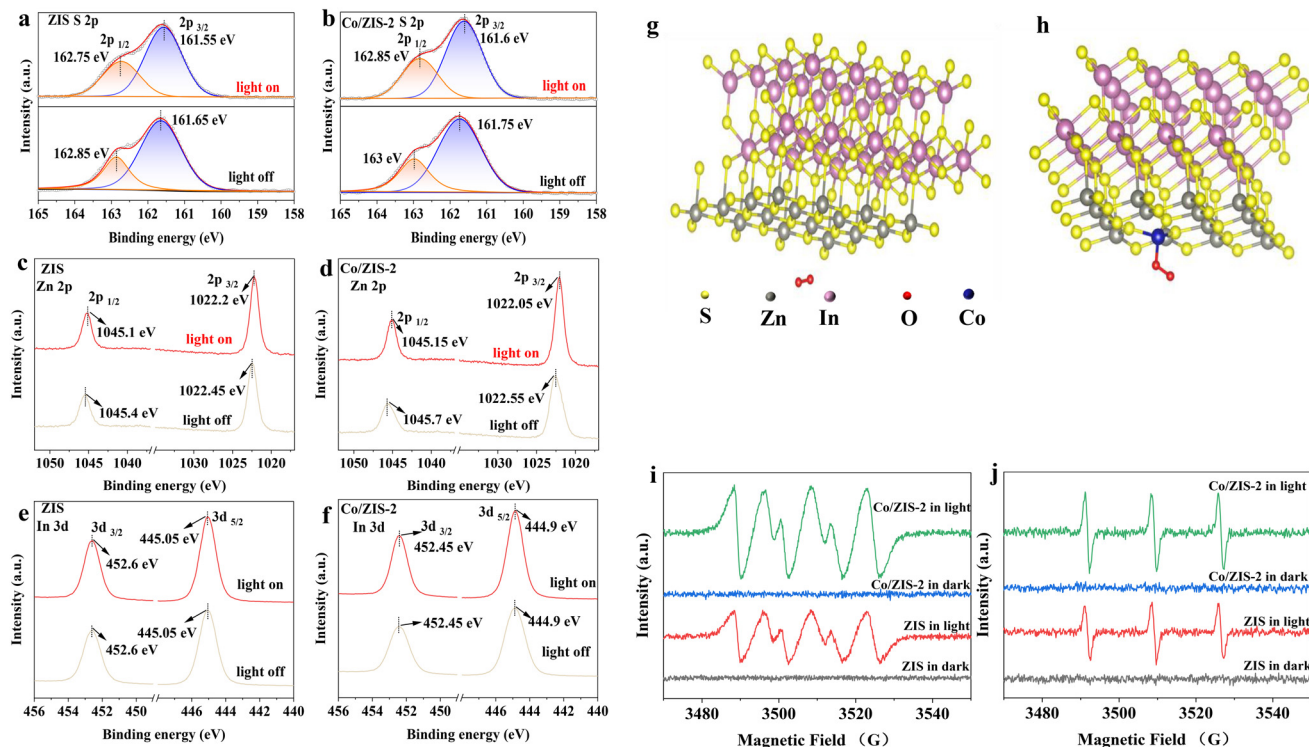 a
ZIS S 2p
2p 3/2
2p 1/2
162.75 eV
161.55 eV
light on
161.65 eV
162.85 eV
light off
Intensity (a.u.)
165 164 163 162 161 160 159 158
Binding energy (eV)
b
Co/ZIS-2 S 2p
2p 3/2
2p 1/2
162.85 eV
161.6 eV
light on
161.75 eV
163 eV
light off
Intensity (a.u.)
165 164 163 162 161 160 159 158
Binding energy (eV)
c
ZIS
Zn 2p
2p 3/2
1022.2 eV
2p 1/2
1045.1 eV
light on
1022.45 eV
1045.4 eV
light off
Intensity (a.u.)
1050 1045 1040 1030 1020
Binding energy (eV)
d
Co/ZIS-2
Zn 2p
2p 3/2
1022.05 eV
2p 1/2
1045.15 eV
light on
1022.55 eV
1045.7 eV
light off
Intensity (a.u.)
1050 1045 1040 1030 1020
Binding energy (eV)
e
ZIS
In 3d
3d 3/2
3d 5/2
445.05 eV
452.6 eV
light on
445.05 eV
452.6 eV
light off
Intensity (a.u.)
456 454 452 450 446 444 442 440
Binding energy (eV)
f
Co/ZIS-2
In 3d
3d 3/2
3d 5/2
444.9 eV
452.45 eV
light on
444.9 eV
452.45 eV
light off
Intensity (a.u.)
456 454 452 450 446 444 442 440
Binding energy (eV)
g
h
S Zn In O Co
i
Co/ZIS-2 in light
Co/ZIS-2 in dark
ZIS in light
ZIS in dark
Intensity (a.u.)
3480 3500 3520 3540
Magnetic Field （G）
j
Co/ZIS-2 in light
Co/ZIS-2 in dark
ZIS in light
ZIS in dark
Intensity (a.u.)
3480 3500 3520 3540
Magnetic Field （G）